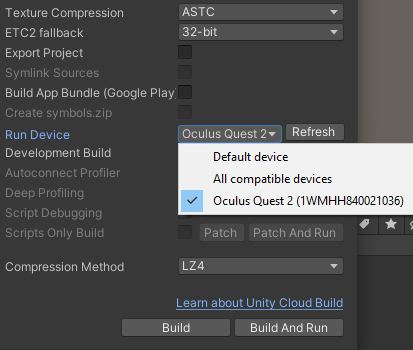 Texture Compression ASTC
ETC2 fallback 32-bit
Export Project
Symlink Sources
Build App Bundle (Google Play)
Create symbols.zip
Run Device Oculus Quest 2 Refresh
Default device
Development Build
All compatible devices
Autoconnect Profiler
Oculus Quest 2 (1WMHH840021036)
Deep Profiling
Script Debugging
Scripts Only Build Patch Patch And Run
Compression Method LZ4
Learn about Unity Cloud Build
Build Build And Run